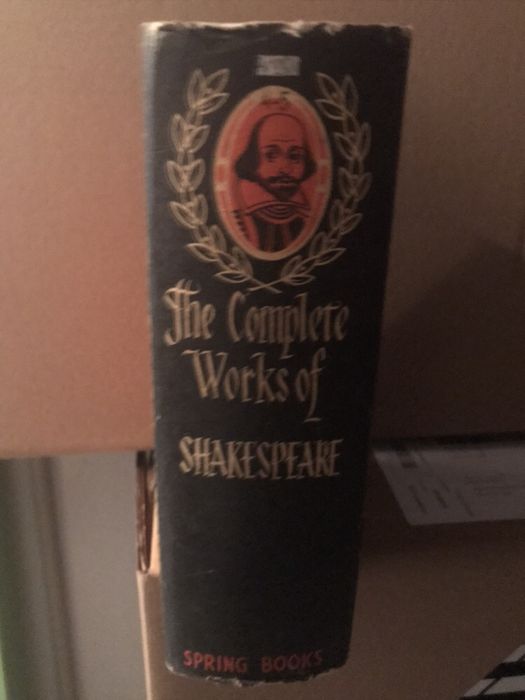 The Complete
Works of
SHAKESPEARE
SPRING BOOKS